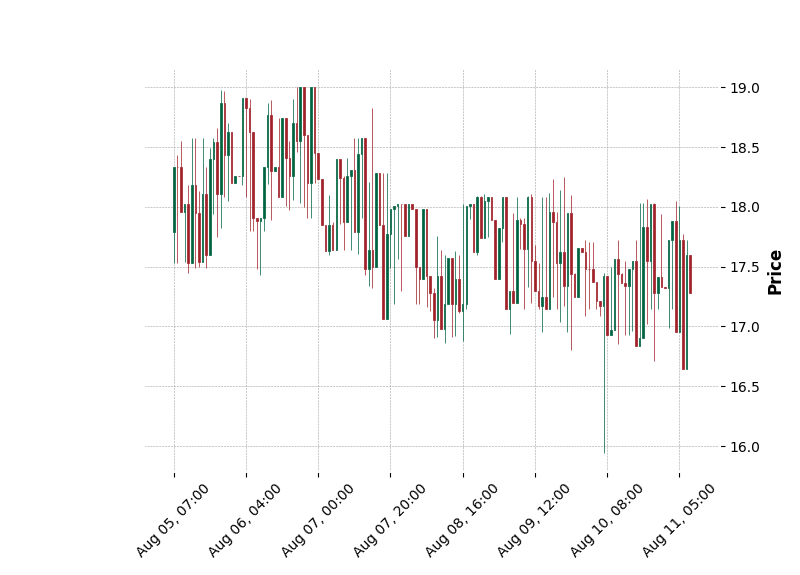 19.0
18.5
18.0
17.5
17.0
16.5
16.0
Price
Aug 05, 07:00
Aug 06, 04:00
Aug 07, 00:00
Aug 07, 20:00
Aug 08, 16:00
Aug 09, 12:00
Aug 10, 08:00
Aug 11, 05:00